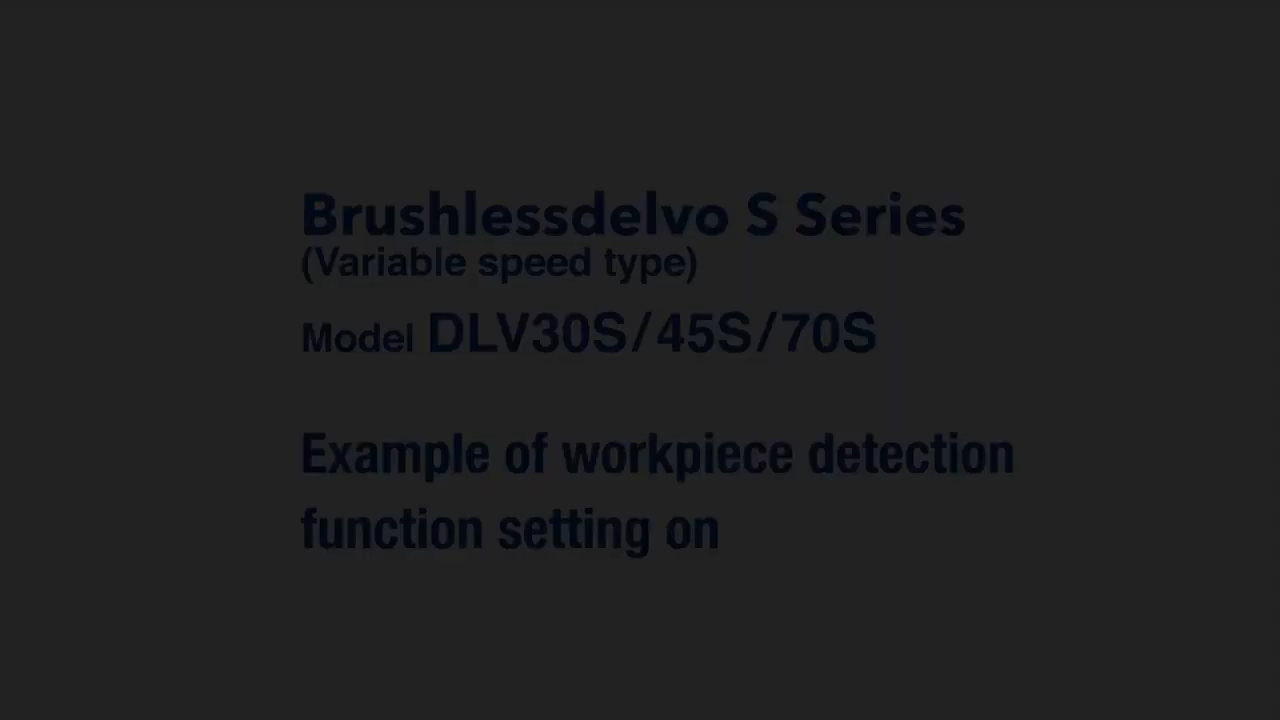 Brushlessdelvo S Series
(Variable speed type)
Model DLV30S/45S/70S
Example of workpiece detection
function setting on